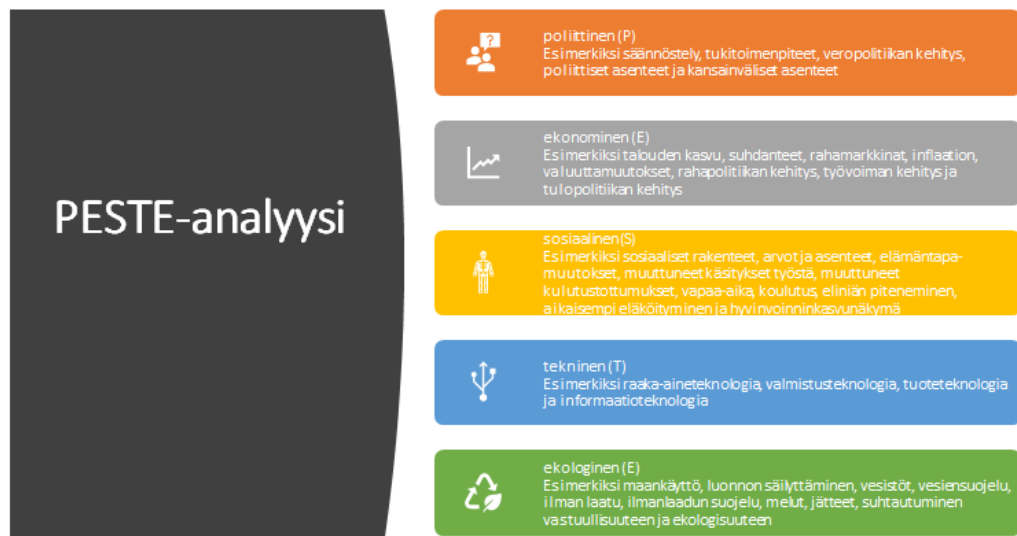 PESTE-analyysi
poliittinen (P)
Esimerkiksi säännöstely, tukitoimenpiteet, veropolitiikan kehitys,
poliittiset asenteet ja kansainväliset asenteet
ekonominen (E)
Esimerkiksi talouden kasvu, suhdanteet, rahamarkkinat, inflaation,
valuuttamuutokset, rahapolitiikan kehitys, työvoiman kehitys ja
tulopolitiikan kehitys
sosiaalinen (S)
Esimerkiksi sosiaaliset rakenteet, arvot ja asenteet, elämäntapa-
muutokset, muuttuneet käsitykset työstä, muuttuneet
kulutustottumukset, vapaa-aika, koulutus, eliniän piteneminen,
aikaisempi eläköityminen ja hyvinvoinninkasvunäkymä
tekninen (T)
Esimerkiksi raaka-aineteknologia, valmistusteknologia, tuoteteknologia
ja informaatioteknologia
ekologinen (E)
Esimerkiksi maankäyttö, luonnon säilyttäminen, vesistöt, vesiensuojelu,
ilman laatu, ilmanlaadun suojelu, melut, jätteet, suhtautuminen
vastuullisuuteen ja ekologisuuteen